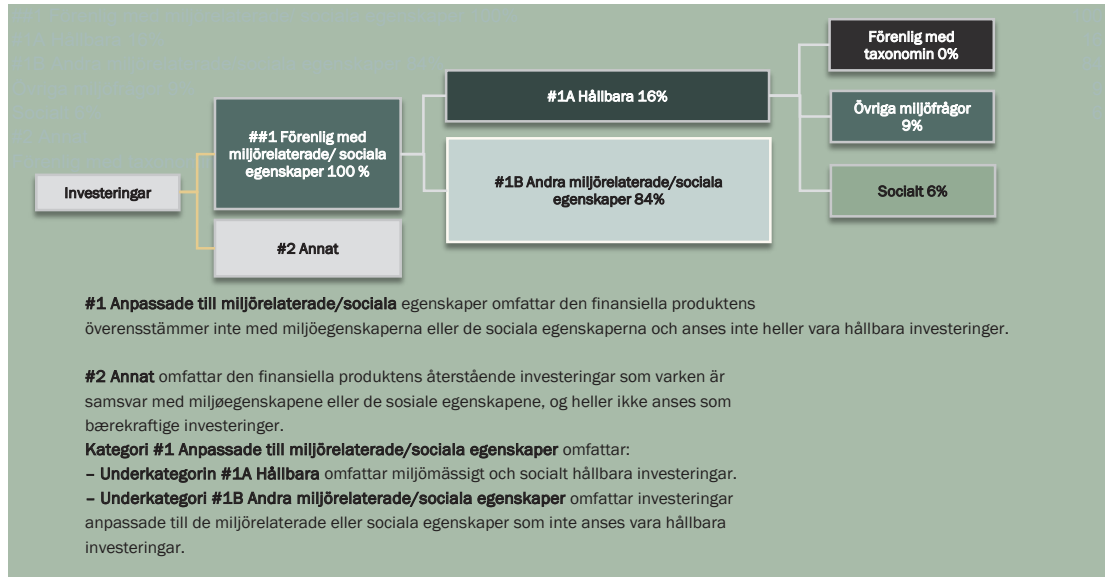 Förenlig med
taxonomin 0%
#1A Hållbara 16%
Övriga miljöfrågor
9%
##1 Förenlig med
miljörelaterade/ sociala
egenskaper 100 %
#1B Andra miljörelaterade/sociala
egenskaper 84%
Socialt 6%
Investeringar
#2 Annat
#1 Anpassade till miljörelaterade/sociala egenskaper omfattar den finansiella produktens
överensstämmer inte med miljöegenskaperna eller de sociala egenskaperna och anses inte heller vara hållbara investeringer.
#2 Annat omfattar den finansiella produktens återstående investeringar som varken är
samsvar med miljøegenskapene eller de sosiale egenskapene, og heller ikke anses som
bærekraftige investeringer.
Kategori #1 Anpassade till miljörelaterade/sociala egenskaper omfattar:
– Underkategorin #1A Hållbara omfattar miljömässigt och socialt hållbara investeringar.
– Underkategori #1B Andra miljörelaterade/sociala egenskaper omfattar investeringar
anpassade till de miljörelaterade eller sociala egenskaper som inte anses vara hållbara
investeringar.